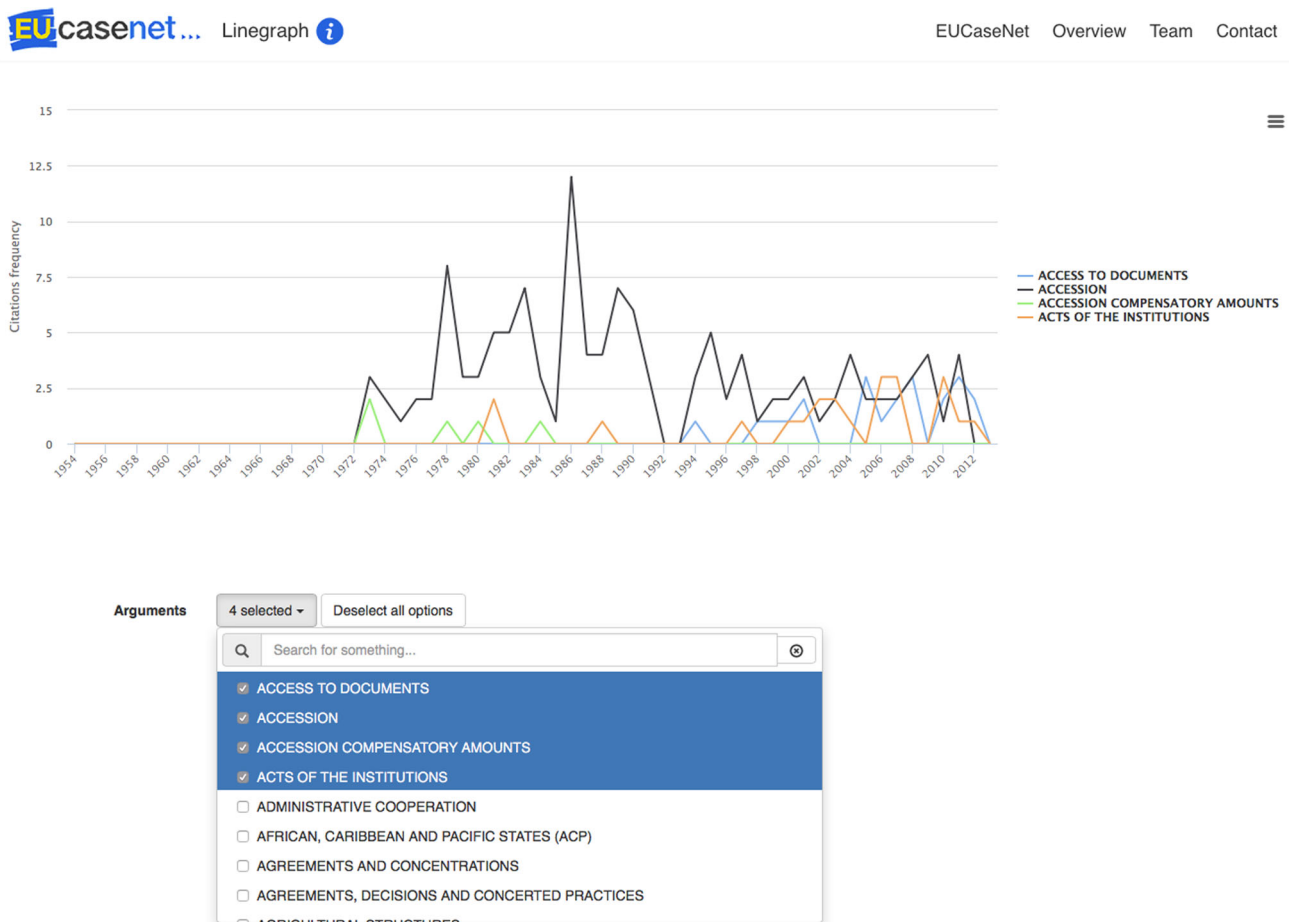 EUcasenet... Linegraph i EUCaseNet Overview Team Contact
15
12.5
10
7.5
5
2.5
0
Citations frequency
1954 1956 1958 1960 1962 1964 1966 1968 1970 1972 1974 1976 1978 1980 1982 1984 1986 1988 1990 1992 1994 1996 1998 2000 2002 2004 2006 2008 2010 2012
ACCESS TO DOCUMENTS
ACCESSION
ACCESSION COMPENSATORY AMOUNTS
ACTS OF THE INSTITUTIONS
Arguments 4 selected Deselect all options
Search for something...
ACCESS TO DOCUMENTS
ACCESSION
ACCESSION COMPENSATORY AMOUNTS
ACTS OF THE INSTITUTIONS
ADMINISTRATIVE COOPERATION
AFRICAN, CARIBBEAN AND PACIFIC STATES (ACP)
AGREEMENTS AND CONCENTRATIONS
AGREEMENTS, DECISIONS AND CONCERTED PRACTICES
AGRICULTURAL STRUCTURES